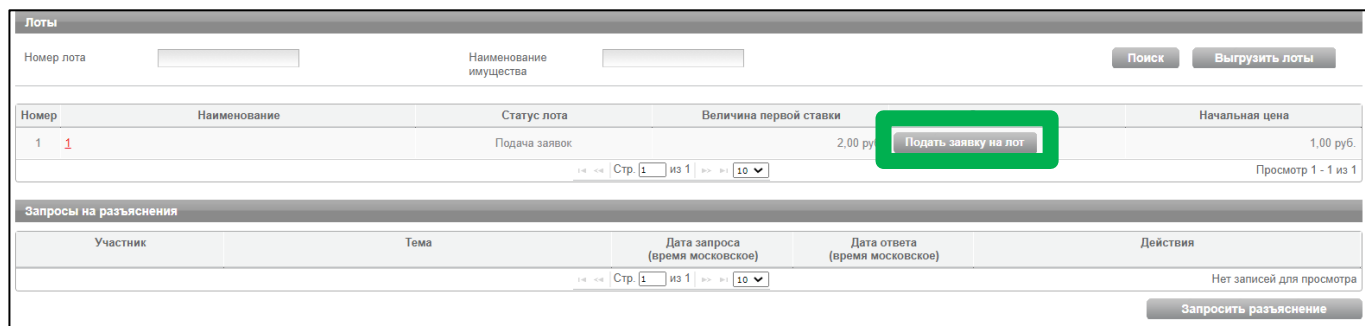 Лоты
Номер лота
Наименование имущества
Поиск
Выгрузить лоты
Номер Наименование Статус лота Величина первой ставки Начальная цена
1 1 Подача заявок 2,00 ру Подать заявку на лот 1,00 руб.
Стр. 1 из 1 10 Просмотр 1 - 1 из 1
Запросы на разъяснения
Участник Тема Дата запроса (время московское) Дата ответа (время московское) Действия
Стр. 1 из 1 10 Нет записей для просмотра
Запросить разъяснение